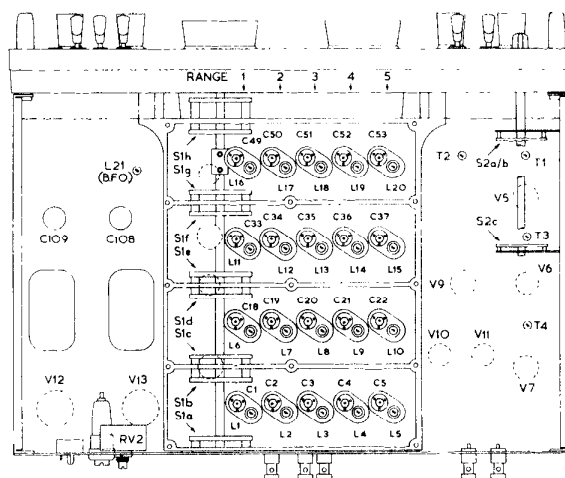 RANGE 1 2 3 4 5
C49 C50 C51 C52 C53
S1h
S1g
L16 L17 L18 L19 L20
L21
(BFO)
C109 C108
T2 S2a/b T1
V5
S2c T3
S1f
S1e
C33 C34 C35 C36 C37
L11 L12 L13 L14 L15
V9 V6
S1d
S1c
C18 C19 C20 C21 C22
L6 L7 L8 L9 L10
V10 V11 T4
V7
V12 V13
S1b
S1a
C1 C2 C3 C4 C5
L1 L2 L3 L4 L5
RV2